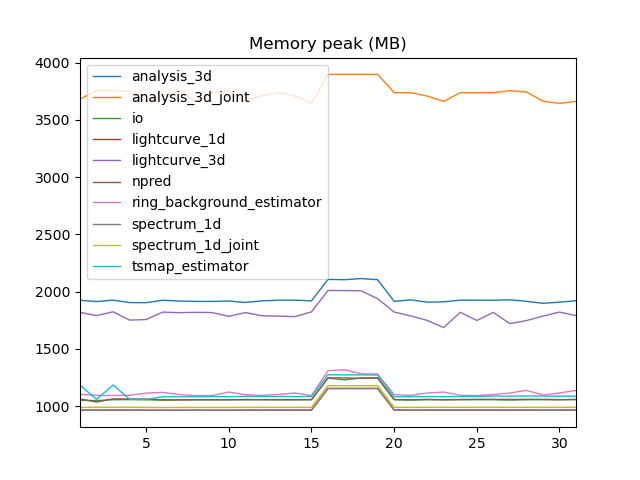 Memory peak (MB)
4000
3500
3000
2500
2000
1500
1000
analysis_3d
analysis_3d_joint
io
lightcurve_1d
lightcurve_3d
npred
ring_background_estimator
spectrum_1d
spectrum_1d_joint
tsmap_estimator
5 10 15 20 25 30